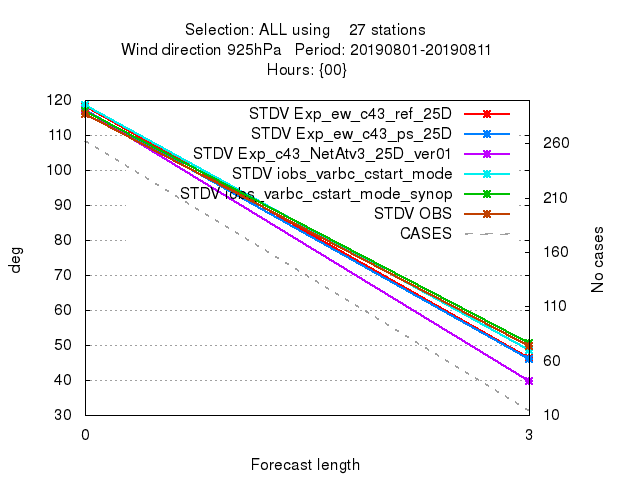 Selection: ALL using 27 stations
Wind direction 925hPa Period: 20190801-20190811
Hours: {00}
STDV Exp_ew_c43_ref_25D
STDV Exp_ew_c43_ps_25D
STDV Exp_c43_NetAtv3_25D_ver01
STDV iobs_varbc_cstart_mode
STDV iobs_varbc_cstart_mode_synop
STDV OBS
CASES
120
110
100
90
80
70
60
50
40
30
deg
260
210
160
110
60
10
No cases
0
3
Forecast length